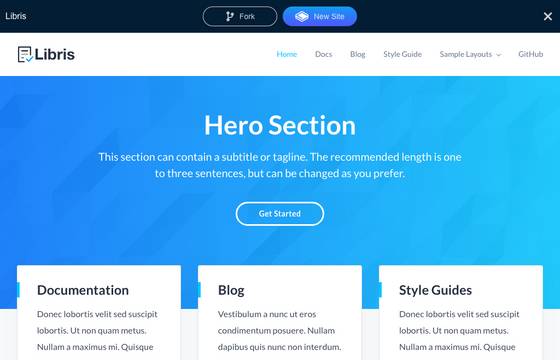 Libris
Fork
New Site
Libris
Home
Docs
Blog
Style Guide
Sample Layouts
GitHub
Hero Section
This section can contain a subtitle or tagline. The recommended length is one
to three sentences, but can be changed as you prefer.
Get Started
Documentation
Donec lobortis velit sed suscipit
lobortis. Ut non quam metus.
Nullam a maximus mi. Quisque
Blog
Vestibulum a nunc ut eros
condimentum posuere. Nullam
dapibus quis nunc non interdum.
Style Guides
Donec lobortis velit sed suscipit
lobortis. Ut non quam metus.
Nullam a maximus mi. Quisque